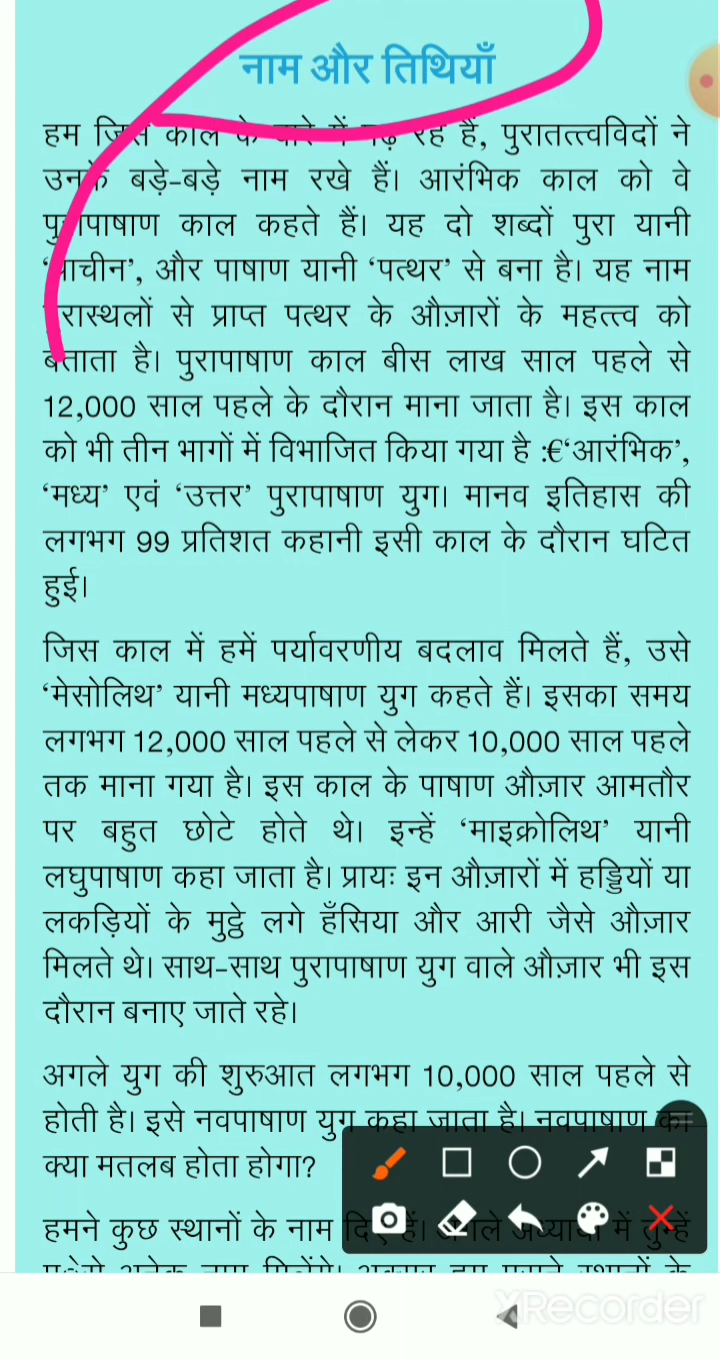 नाम और तिथियाँ
हम जिस काल के बारे में पढ़ रहे हैं, पुरातत्त्वविदों ने
उनके बड़े-बड़े नाम रखे हैं। आरंभिक काल को वे
पुरापाषाण काल कहते हैं। यह दो शब्दों पुरा यानी
‘प्राचीन’, और पाषाण यानी ‘पत्थर’ से बना है। यह नाम
पुरास्थलों से प्राप्त पत्थर के औज़ारों के महत्त्व को
बताता है। पुरापाषाण काल बीस लाख साल पहले से
12,000 साल पहले के दौरान माना जाता है। इस काल
को भी तीन भागों में विभाजित किया गया है :€‘आरंभिक’,
‘मध्य’ एवं ‘उत्तर’ पुरापाषाण युग। मानव इतिहास की
लगभग 99 प्रतिशत कहानी इसी काल के दौरान घटित
हुई।
जिस काल में हमें पर्यावरणीय बदलाव मिलते हैं, उसे
‘मेसोलिथ’ यानी मध्यपाषाण युग कहते हैं। इसका समय
लगभग 12,000 साल पहले से लेकर 10,000 साल पहले
तक माना गया है। इस काल के पाषाण औज़ार आमतौर
पर बहुत छोटे होते थे। इन्हें ‘माइक्रोलिथ’ यानी
लघुपाषाण कहा जाता है। प्रायः इन औज़ारों में हड्डियों या
लकड़ियों के मुट्ठे लगे हँसिया और आरी जैसे औज़ार
मिलते थे। साथ-साथ पुरापाषाण युग वाले औज़ार भी इस
दौरान बनाए जाते रहे।
अगले युग की शुरुआत लगभग 10,000 साल पहले से
होती है। इसे नवपाषाण युग कहा जाता है। नवपाषाण का
क्या मतलब होता होगा?
हमने कुछ स्थानों के नाम दिए हैं। अगले अध्यायों में तुम्हें
XRecorder